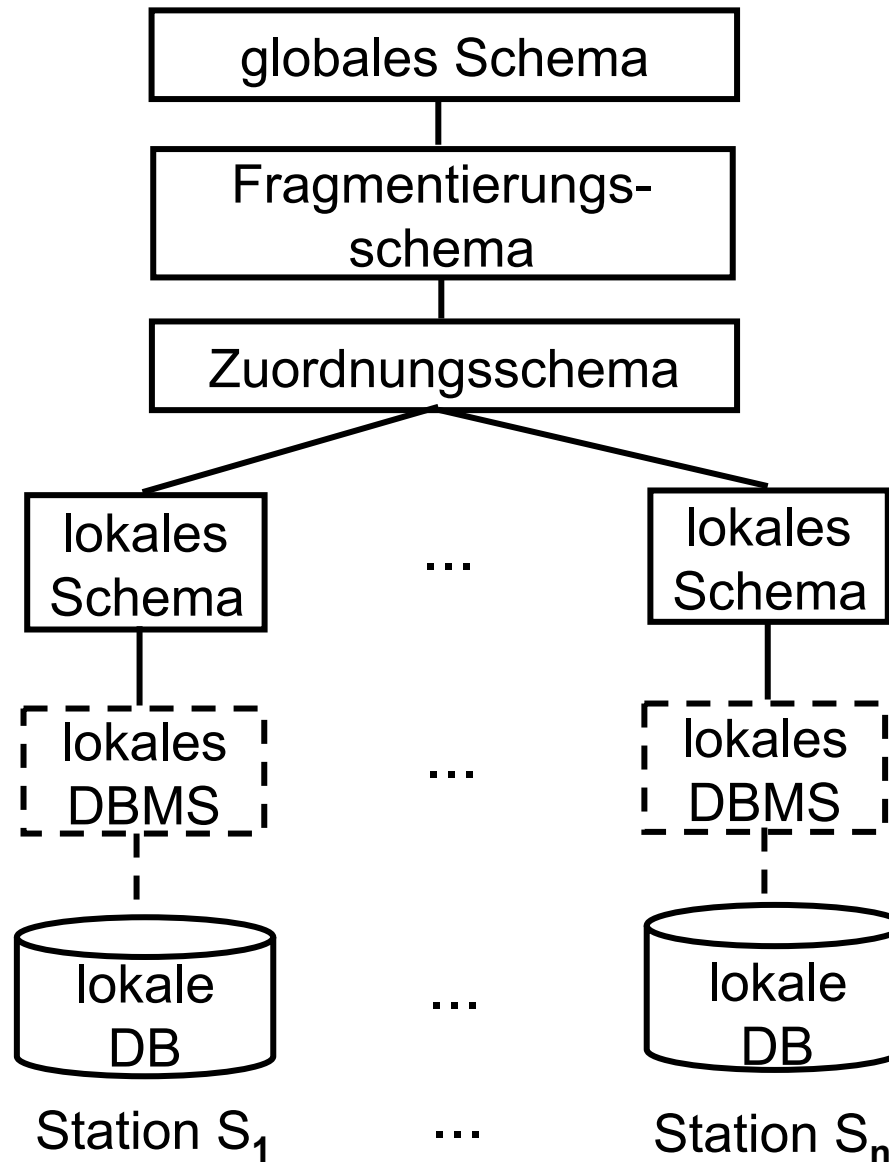 globales Schema
Fragmentierungs-
schema
Zuordnungsschema
lokales
Schema
...
lokales
Schema
lokales
DBMS
...
lokales
DBMS
lokale
DB
...
lokale
DB
Station S1 ... Station Sn